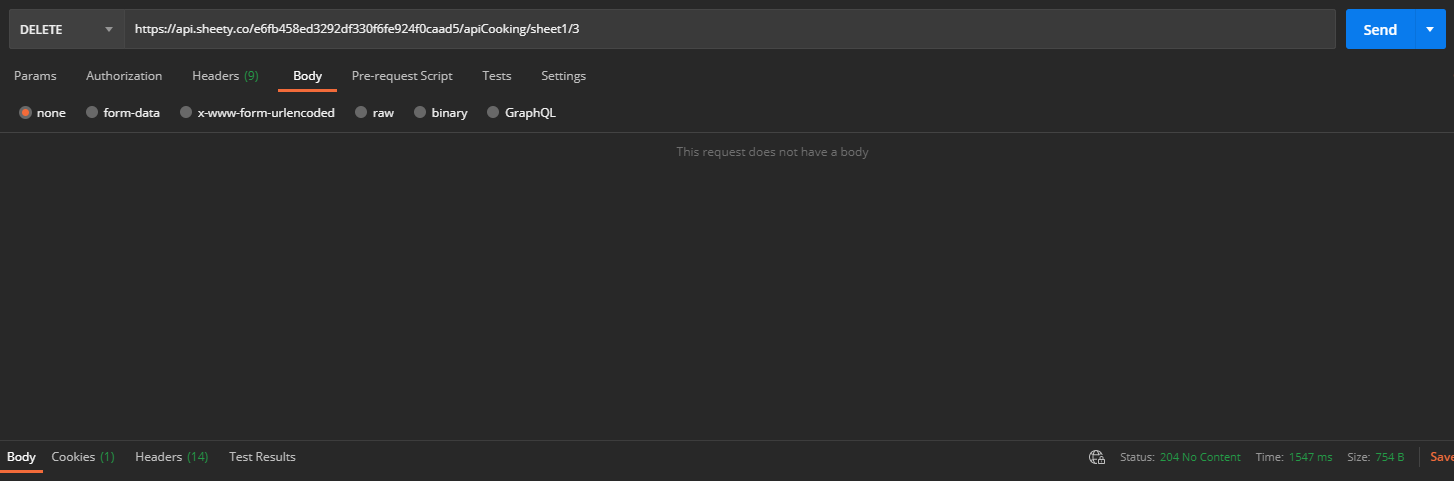 DELETE https://api.sheety.co/e6fb458ed3292df330f6fe924f0caad5/apiCooking/sheet1/3 Send
Params Authorization Headers (9) Body Pre-request Script Tests Settings
none form-data x-www-form-urlencoded raw binary GraphQL
This request does not have a body
Body Cookies (1) Headers (14) Test Results Status: 204 No Content Time: 1547 ms Size: 754 B Save